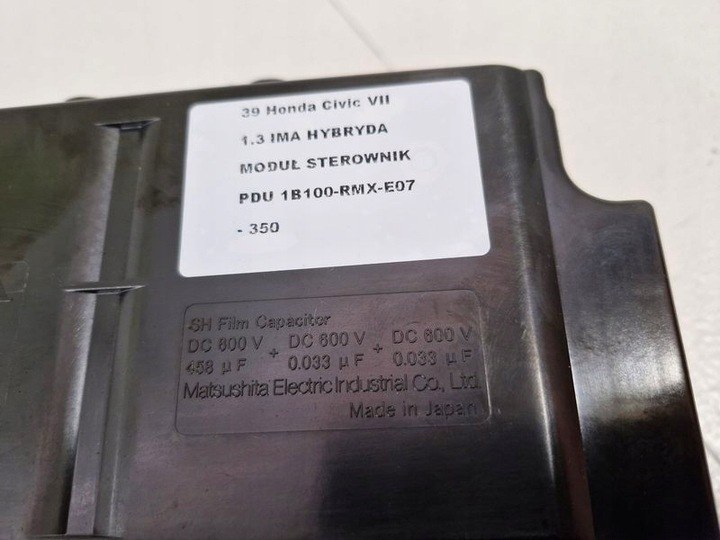 39 Honda Civic VII
1.3 IMA HYBRYDA
MODUŁ STEROWNIK
PDU 1B100-RMX-E07
- 350
SH Film Capacitor
DC 600 V + DC 600 V + DC 600 V
458 μF 0.033 μF 0.033 μF
Matsushita Electric Industrial Co., Ltd.
Made in Japan